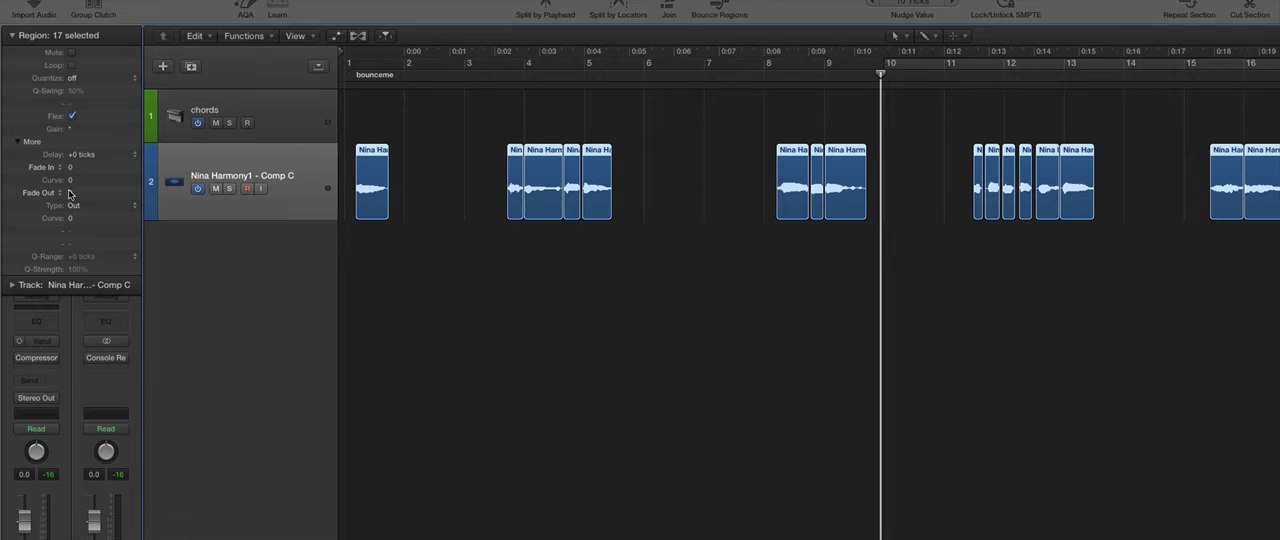 Import Audio Group Clutch AQA Learn Split by Playhead Split by Locators Join Bounce Regions Nudge Value Lock/Unlock SMPTE Repeat Section Cut Section
10 Ticks
Region: 17 selected
Edit Functions View
Mute:
Loop:
Quantize: off
Q-Swing: 50%
- -
Flex:
Gain: *
More
Delay: +0 ticks
Fade In 0
Curve: 0
Fade Out
Type: Out
Curve: 0
- -
- -
Q-Range: +6 ticks
Q-Strength: 100%
Track: Nina Har...- Comp C
0:00 0:01 0:02 0:03 0:04 0:05 0:06 0:07 0:08 0:09 0:10 0:11 0:12 0:13 0:14 0:15 0:16 0:17 0:18 0:19
1 2 3 4 5 6 7 8 9 10 11 12 13 14 15 16
bounceme
1 chords
M S R
2 Nina Harmony1 - Comp C
M S R I
Nina Har Nin Nina Harm Nina Nina Ha Nina Ha Ni Nina Harm N Nin Ni Ni Nina Nina Har Nina Har Nina Har
EQ EQ
Input
Compressor Console Re
Send
Stereo Out
Read Read
0.0 -16 0.0 -16